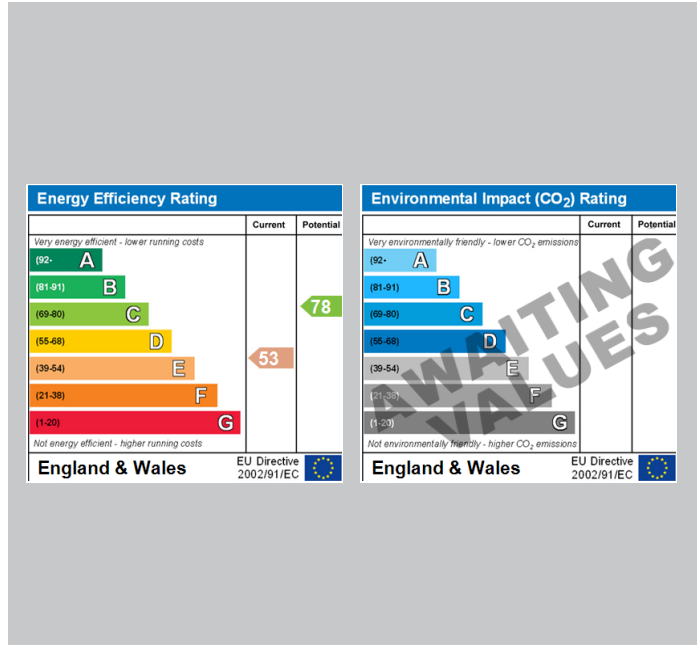 Energy Efficiency Rating
Current Potential
Very energy efficient - lower running costs
(92- A
(81-91) B
(69-80) C
78
(55-68) D
53
(39-54) E
(21-38) F
(1-20) G
Not energy efficient - higher running costs
England & Wales
EU Directive
2002/91/EC
Environmental Impact (CO2) Rating
Current Potential
Very environmentally friendly - lower CO2 emissions
(92- A
(81-91) B
(69-80) C
(55-68) D
(39-54) E
(21-38) F
(1-20) G
AWAITING
VALUES
Not environmentally friendly - higher CO2 emissions
England & Wales
EU Directive
2002/91/EC